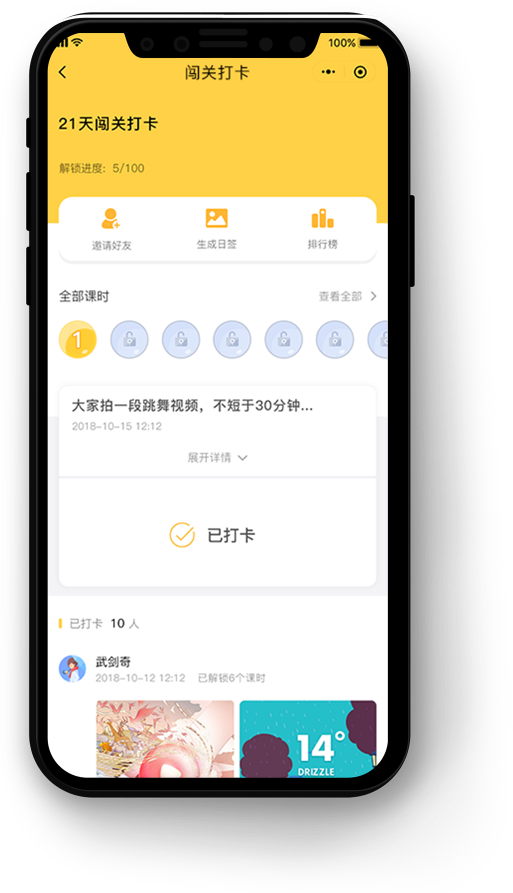 100%
闯关打卡
21天闯关打卡
解锁进度: 5/100
邀请好友
生成日签
排行榜
全部课时
查看全部
1
大家拍一段跳舞视频，不短于30分钟...
2018-10-15 12:12
展开详情
已打卡
已打卡 10 人
武剑奇
2018-10-12 12:12 已解锁6个课时
14°
DRIZZLE